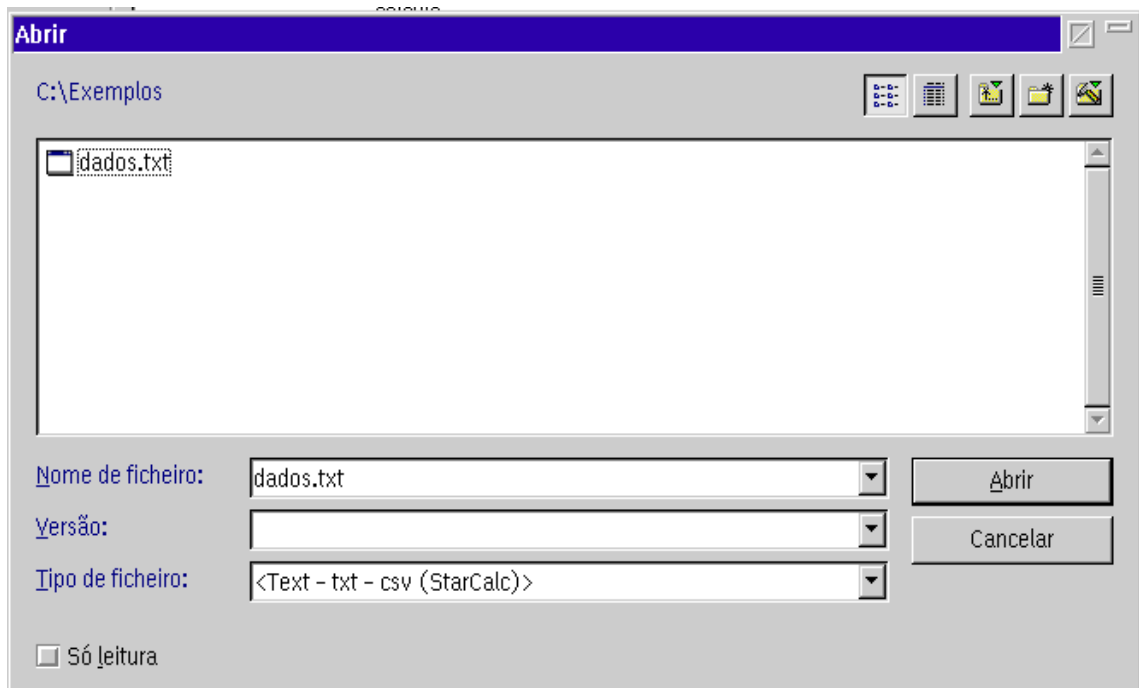 Abrir
C:\Exemplos
dados.txt
Nome de ficheiro: dados.txt
Abrir
Versão:
Cancelar
Tipo de ficheiro: <Text - txt - csv (StarCalc)>
Só leitura